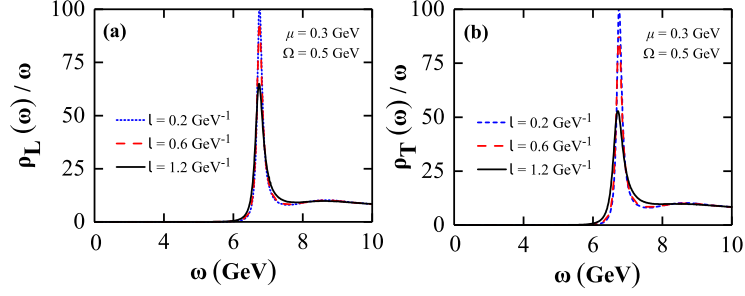 (a)
μ = 0.3 GeV
Ω = 0.5 GeV
l = 0.2 GeV⁻¹
l = 0.6 GeV⁻¹
l = 1.2 GeV⁻¹
ρL (ω) / ω
100
75
50
25
0
0 2 4 6 8 10
ω (GeV)
(b)
μ = 0.3 GeV
Ω = 0.5 GeV
l = 0.2 GeV⁻¹
l = 0.6 GeV⁻¹
l = 1.2 GeV⁻¹
ρT (ω) / ω
100
75
50
25
0
0 2 4 6 8 10
ω (GeV)